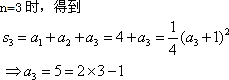 n=3时，得到
s₃ = a₁ + a₂ + a₃ = 4 + a₃ = \frac{1}{4}(a₃ + 1)²
⇒ a₃ = 5 = 2 × 3 − 1